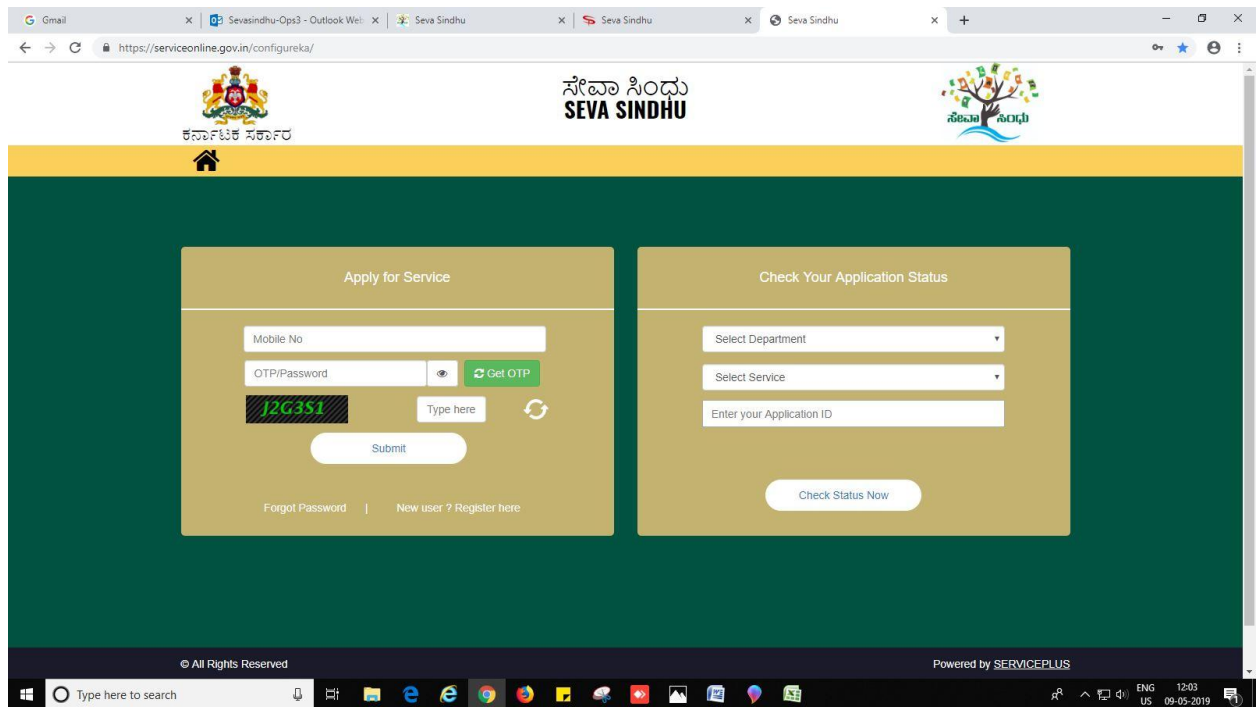 Gmail
Sevasindhu-Ops3 - Outlook Web
Seva Sindhu
Seva Sindhu
Seva Sindhu
https://serviceonline.gov.in/configureka/
ಕರ್ನಾಟಕ ಸರ್ಕಾರ
ಸೇವಾ ಸಿಂಧು
SEVA SINDHU
ಸೇವಾ ಸಿಂಧು
Apply for Service
Mobile No
OTP/Password
Get OTP
J2G3S1
Type here
Submit
Forgot Password | New user ? Register here
Check Your Application Status
Select Department
Select Service
Enter your Application ID
Check Status Now
© All Rights Reserved
Powered by SERVICEPLUS
Type here to search
ENG
US
12:03
09-05-2019